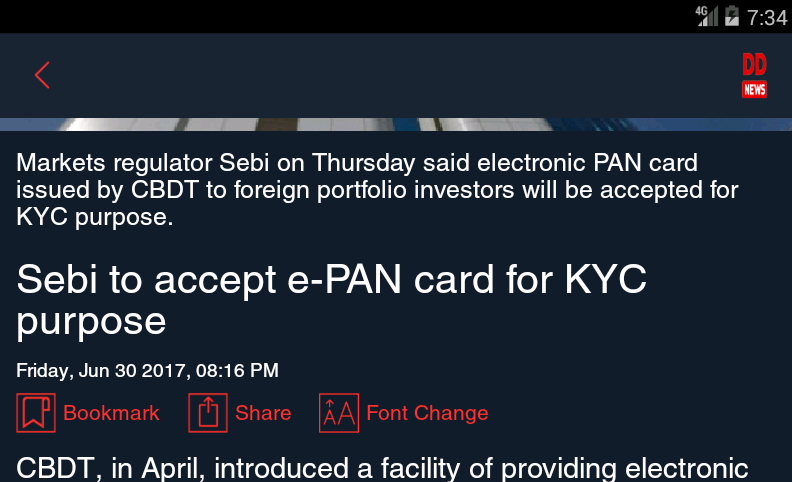 4G 7:34
DD
NEWS
Markets regulator Sebi on Thursday said electronic PAN card
issued by CBDT to foreign portfolio investors will be accepted for
KYC purpose.
Sebi to accept e-PAN card for KYC
purpose
Friday, Jun 30 2017, 08:16 PM
Bookmark Share AA Font Change
CBDT, in April, introduced a facility of providing electronic